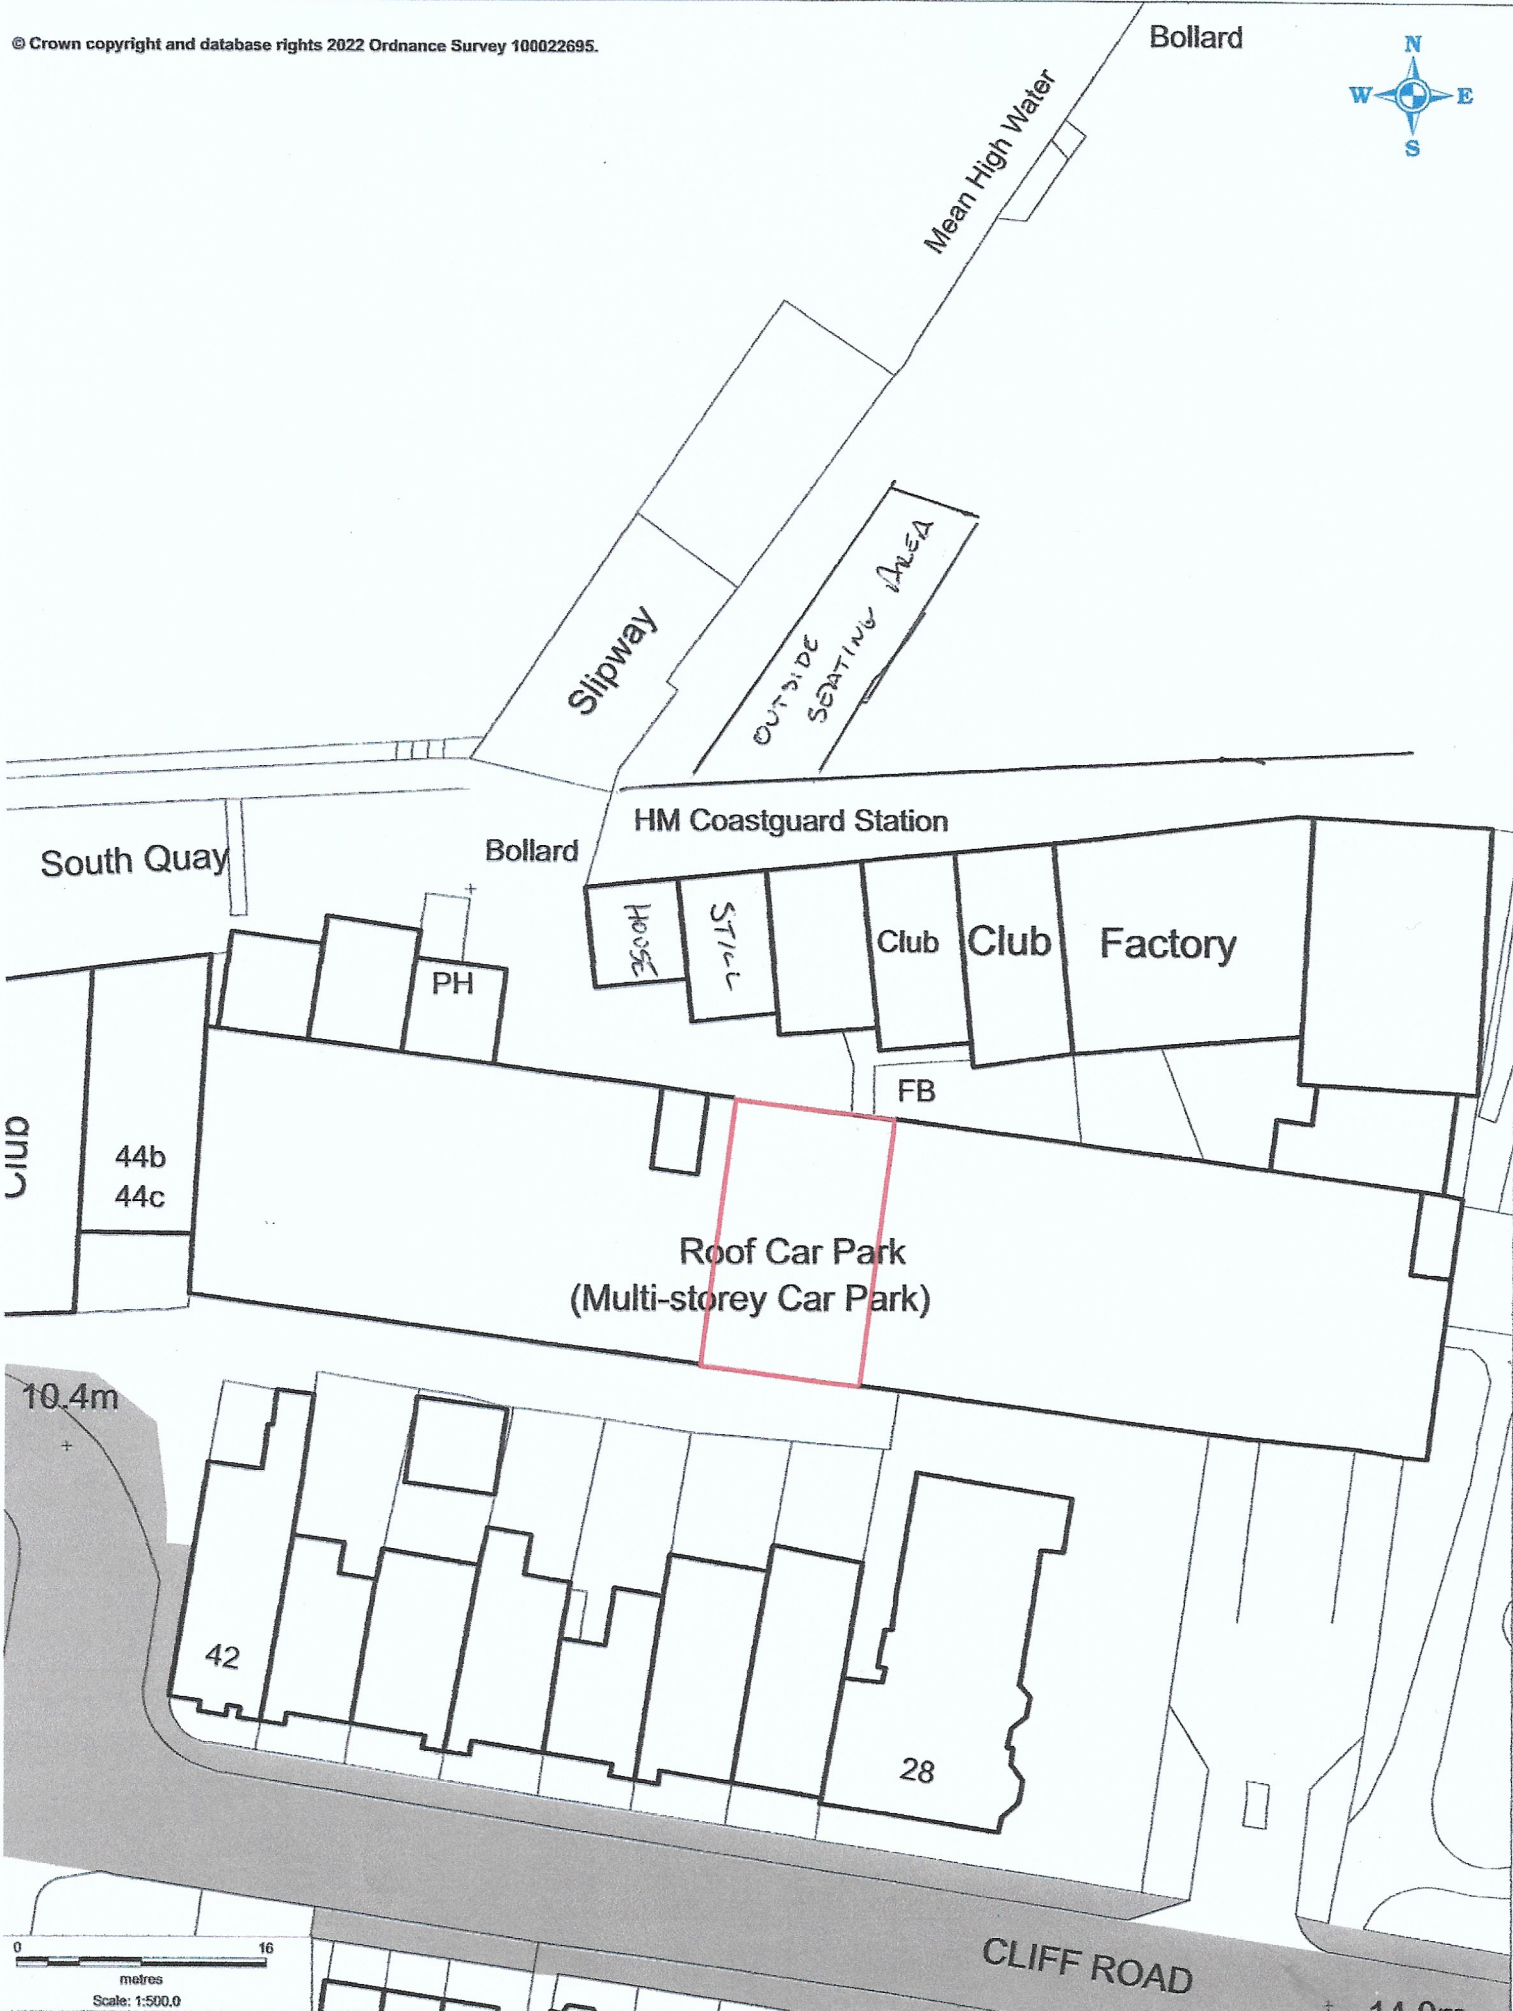 © Crown copyright and database rights 2022 Ordnance Survey 100022695.
Bollard
N
W E
S
Mean High Water
OUTSIDE
SEATING AREA
Slipway
HM Coastguard Station
Bollard
South Quay
HOUSE
STILL
Club
Club
Factory
PH
FB
Club
44b
44c
Roof Car Park
(Multi-storey Car Park)
10.4m
42
28
CLIFF ROAD
0 16
metres
Scale: 1:500.0